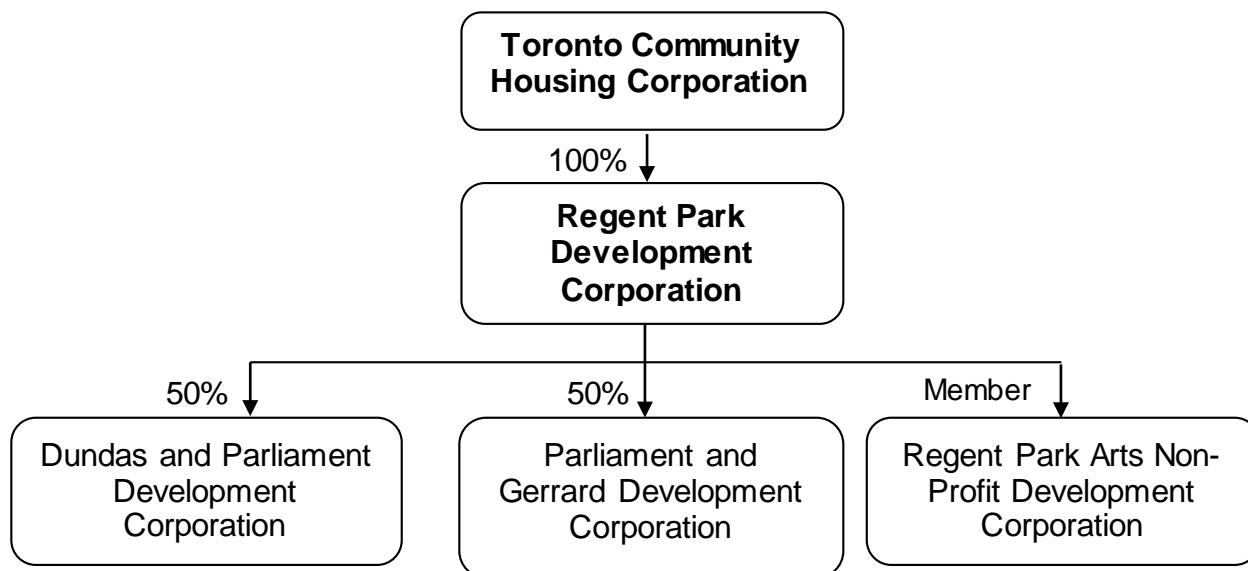 Toronto Community
Housing Corporation
100%
Regent Park
Development
Corporation
50%
50%
Member
Dundas and Parliament
Development
Corporation
Parliament and
Gerrard Development
Corporation
Regent Park Arts Non-
Profit Development
Corporation